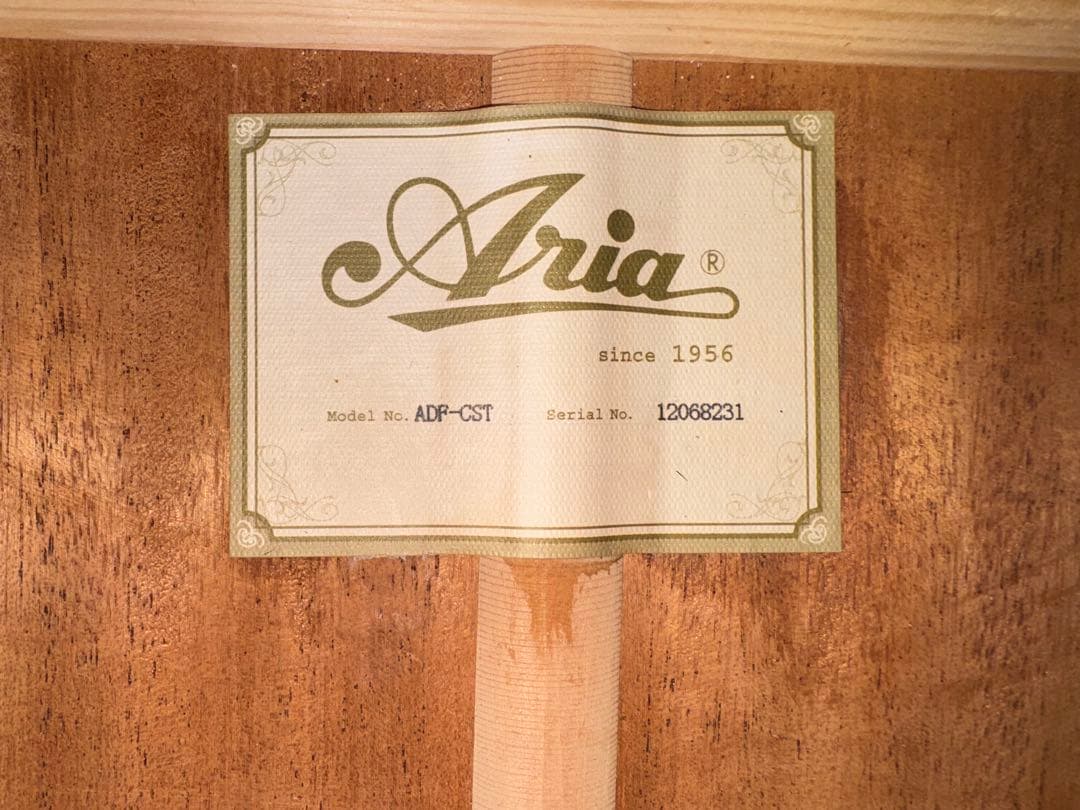 Aria®
since 1956
Model No. ADF-CST Serial No. 12068231